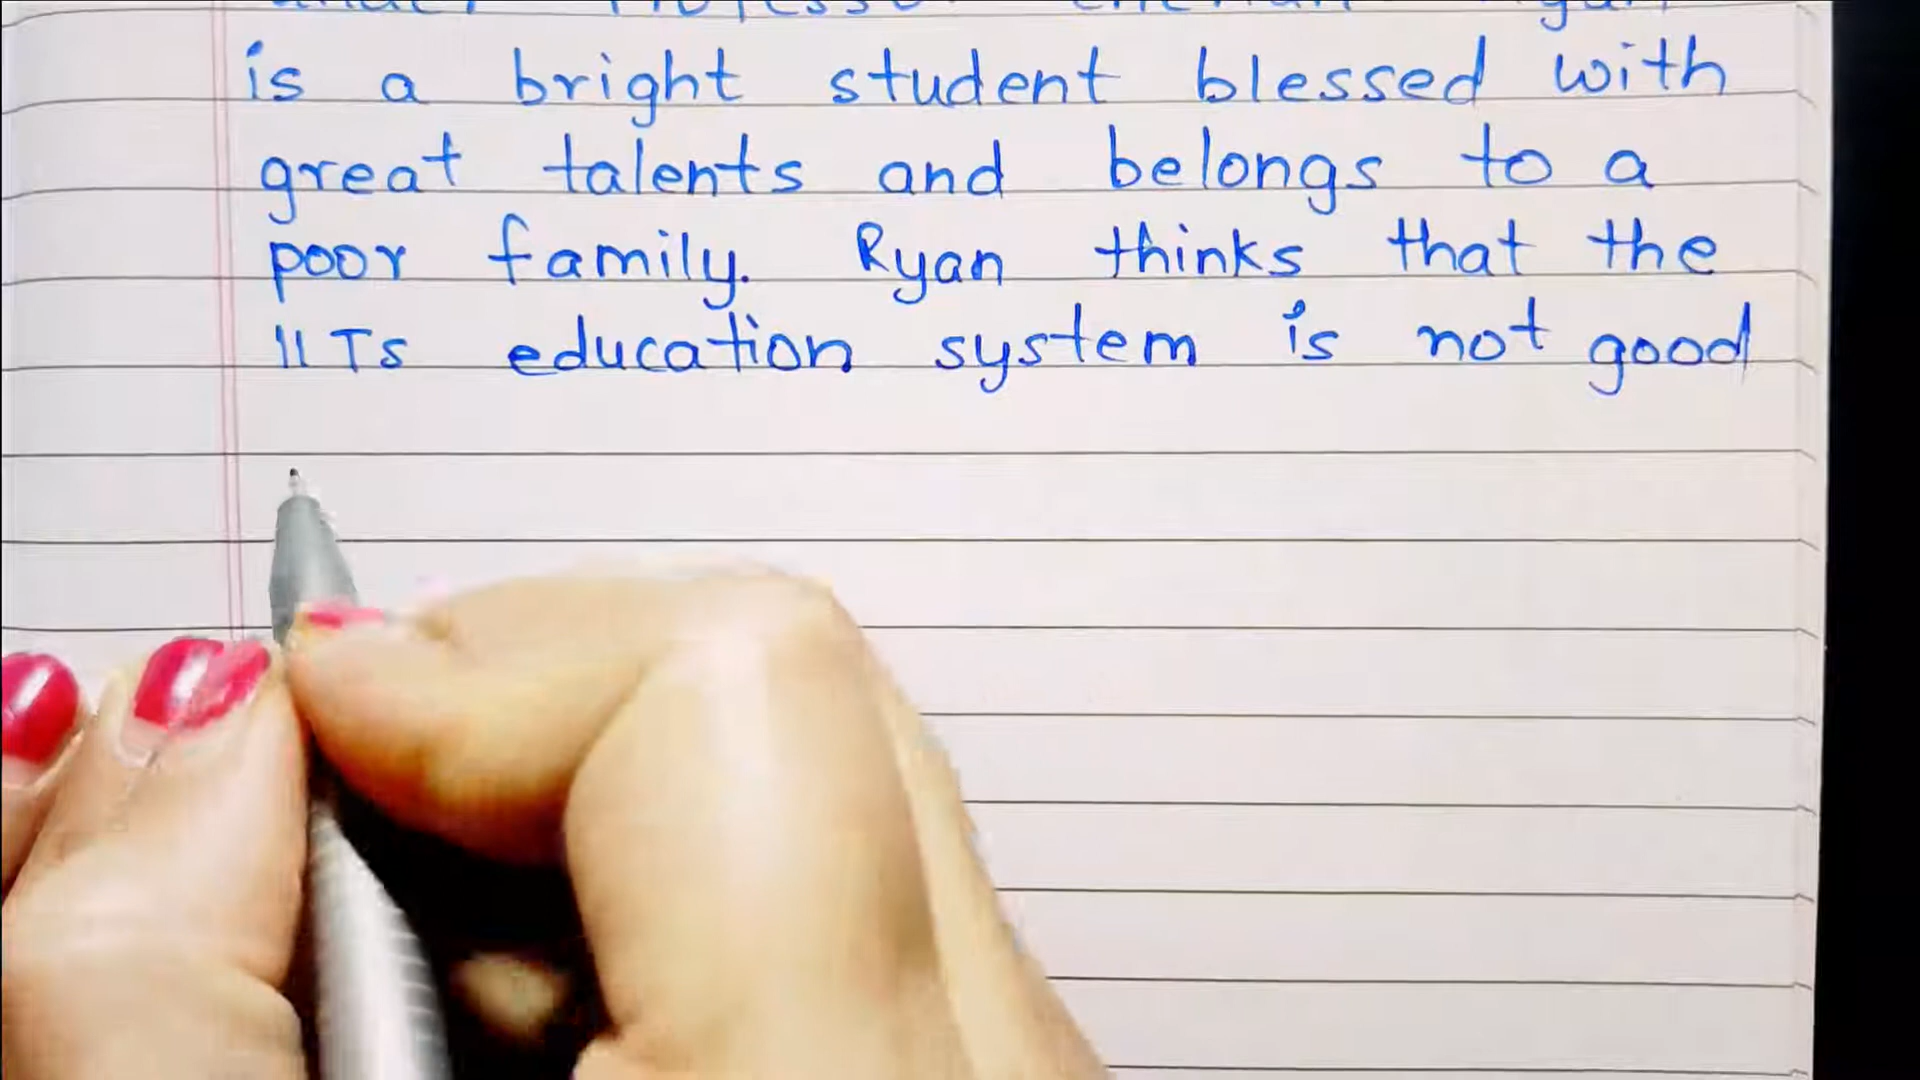 is a bright student blessed with
great talents and belongs to a
poor family. Ryan thinks that the
IITs education system is not good